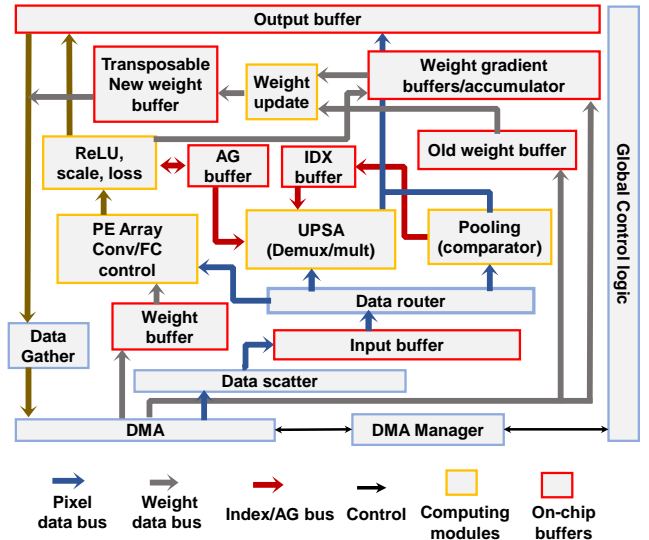 Output buffer
Transposable
New weight
buffer
Weight
update
Weight gradient
buffers/accumulator
ReLU,
scale, loss
AG
buffer
IDX
buffer
Old weight buffer
PE Array
Conv/FC
control
UPSA
(Demux/mult)
Pooling
(comparator)
Global Control logic
Data router
Weight
buffer
Input buffer
Data
Gather
Data scatter
DMA
DMA Manager
Pixel
data bus
Weight
data bus
Index/AG bus
Control
Computing
modules
On-chip
buffers